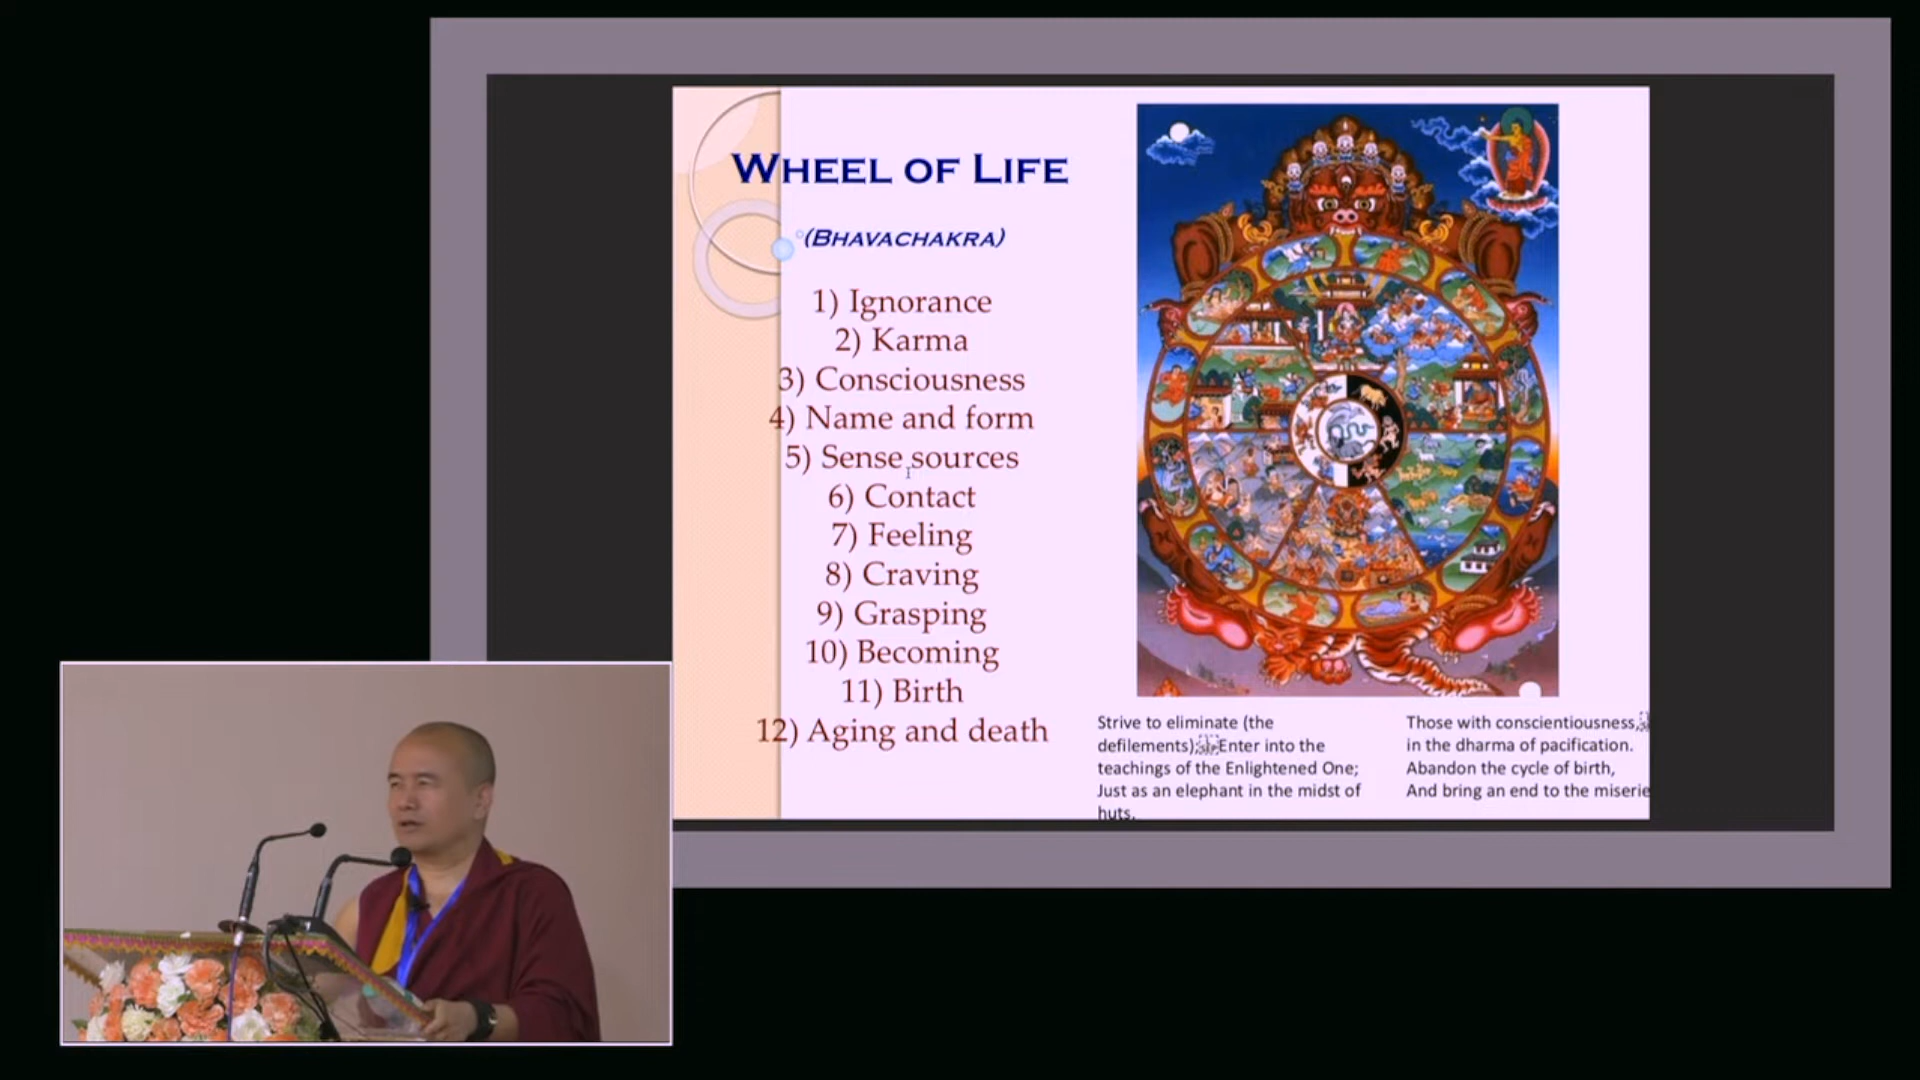 WHEEL OF LIFE
(BHAVACHAKRA)
1) Ignorance
2) Karma
3) Consciousness
4) Name and form
5) Sense sources
6) Contact
7) Feeling
8) Craving
9) Grasping
10) Becoming
11) Birth
12) Aging and death
Strive to eliminate (the
defilements); Enter into the
teachings of the Enlightened One;
Just as an elephant in the midst of
huts.
Those with conscientiousness,
in the dharma of pacification.
Abandon the cycle of birth,
And bring an end to the miserie